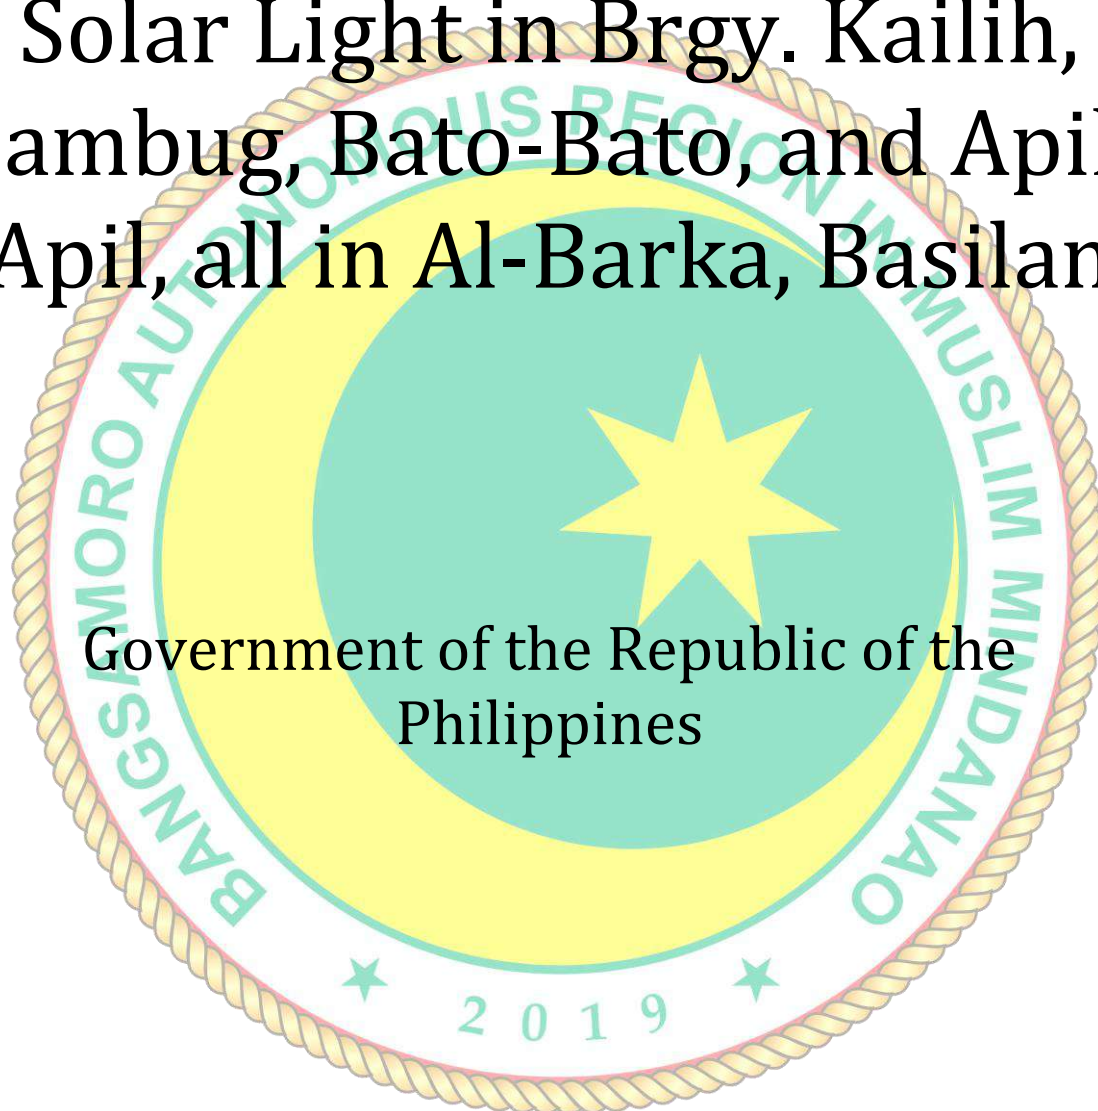 Solar Light in Brgy. Kailih,
ambug, Bato-Bato, and Apil
Apil, all in Al-Barka, Basilan
BANGSAMORO AUTONOMOUS REGION IN MUSLIM MINDANAO
Government of the Republic of the
Philippines
2019